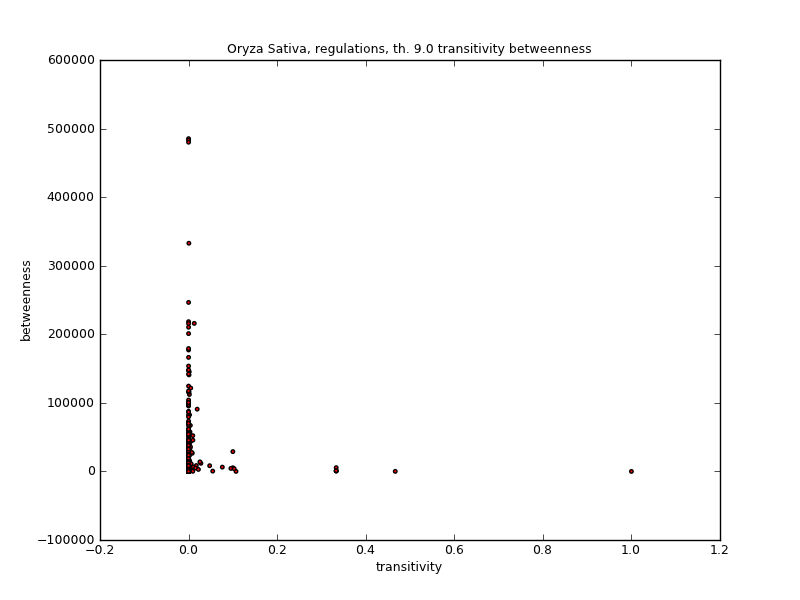 Oryza Sativa, regulations, th. 9.0 transitivity betweenness
600000
500000
400000
300000
200000
100000
0
−100000
−0.2 0.0 0.2 0.4 0.6 0.8 1.0 1.2
betweenness
transitivity